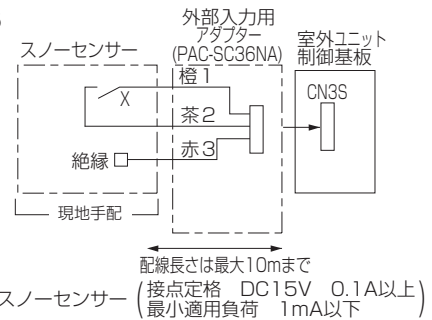 外部入力用
アダプター
(PAC-SC36NA)
スノーセンサー
室外ユニット
制御基板
橙1
X
CN3S
茶2
赤3
絶縁
現地手配
配線長さは最大10mまで
スノーセンサー(接点定格 DC15V 0.1A以上
最小適用負荷 1mA以下)